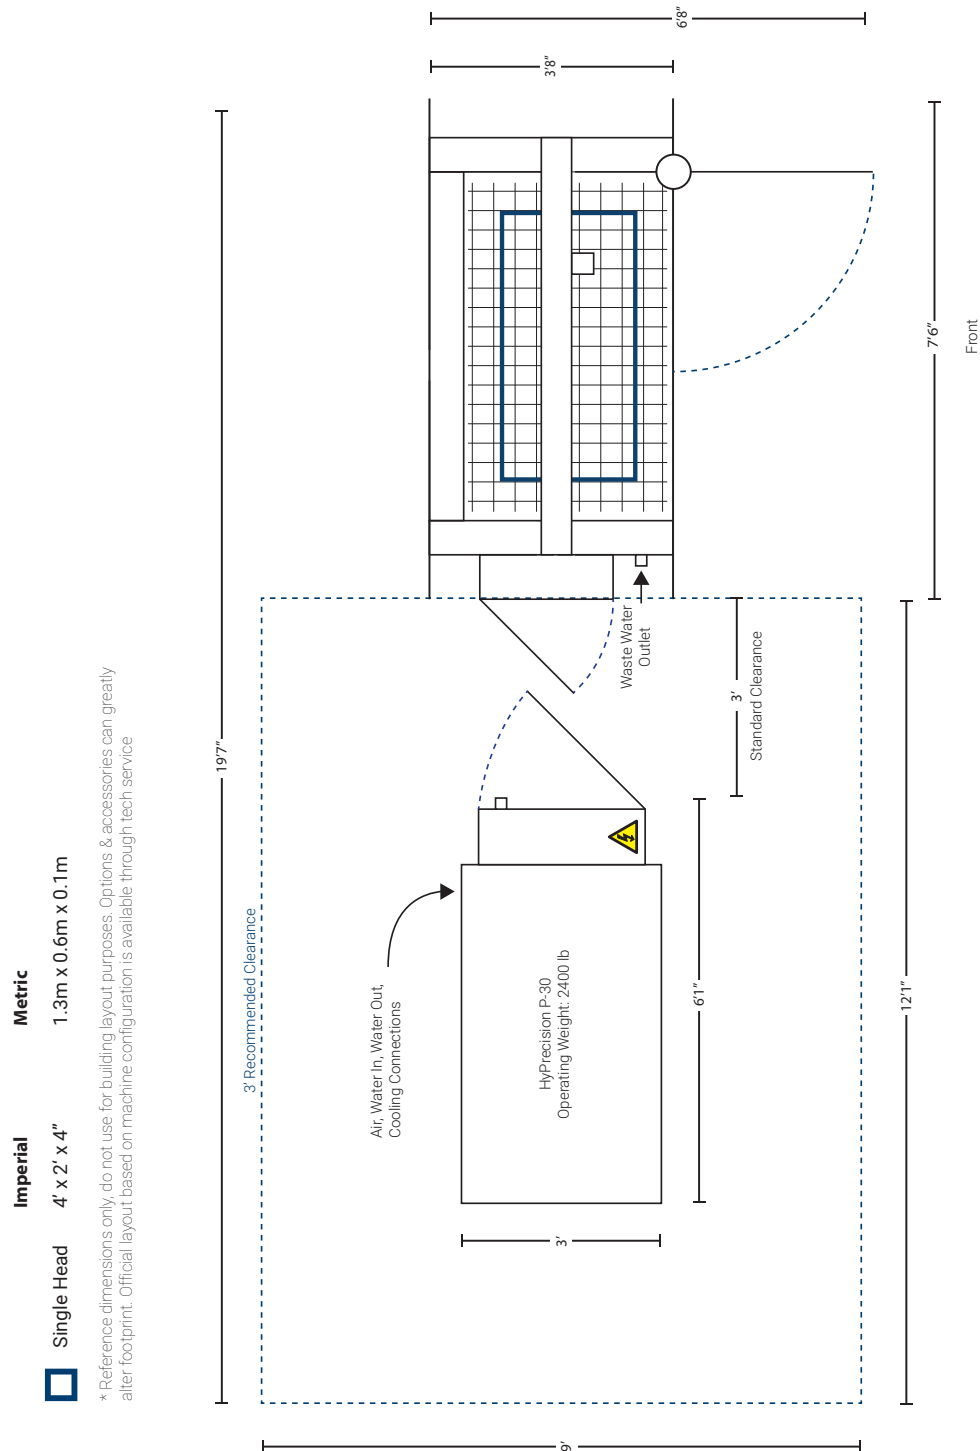 Imperial
Metric
Single Head
4’ x 2’ x 4”
1.3m x 0.6m x 0.1m
* Reference dimensions only, do not use for building layout purposes. Options & accessories can greatly
alter footprint. Official layout based on machine configuration is available through tech service
19’7”
3’ Recommended Clearance
Air, Water In, Water Out,
Cooling Connections
HyPrecision P-30
Operating Weight: 2400 lb
3’
6’1”
Waste Water
Outlet
3’
Standard Clearance
12’1”
9’
3’8”
6’8”
7’6”
Front